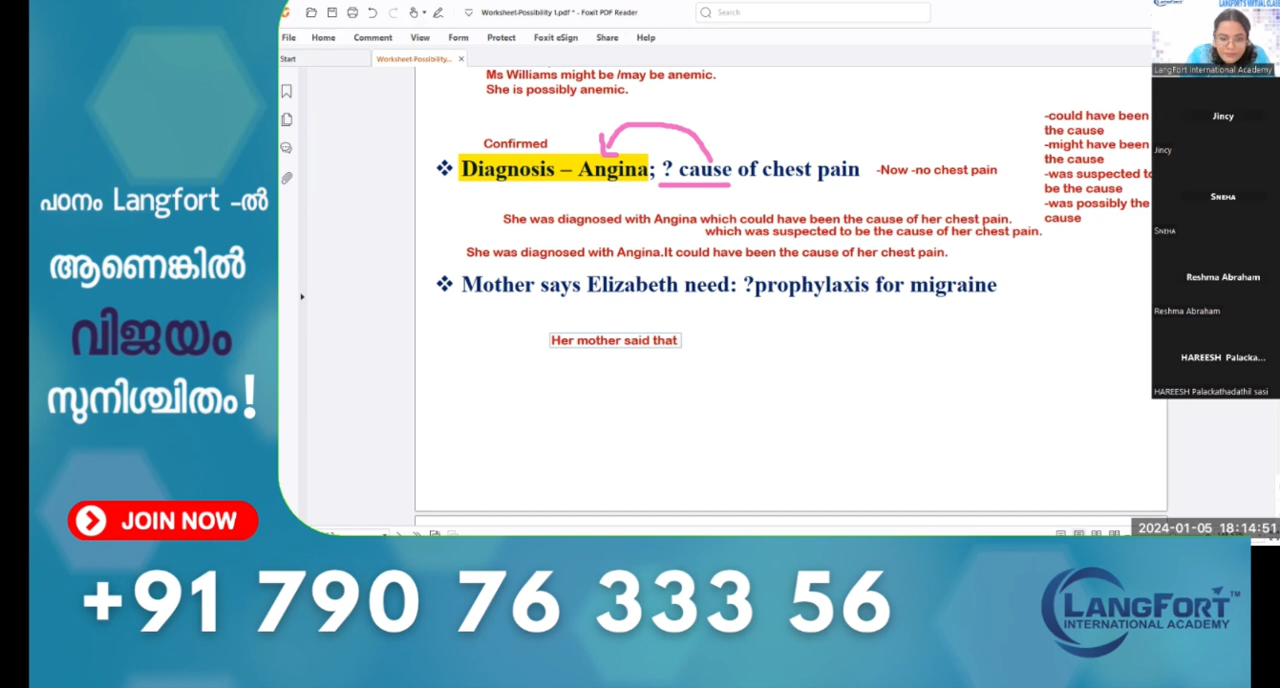 Worksheet-Possibility 1.pdf * - Foxit PDF Reader
Search
File Home Comment View Form Protect Foxit eSign Share Help
Start
Worksheet-Possibility... ×
Ms Williams might be /may be anemic.
She is possibly anemic.
Confirmed
❖ Diagnosis – Angina; ? cause of chest pain
-Now -no chest pain
-could have been
the cause
-might have been
the cause
-was suspected to
be the cause
-was possibly the
cause
She was diagnosed with Angina which could have been the cause of her chest pain.
which was suspected to be the cause of her chest pain.
She was diagnosed with Angina.It could have been the cause of her chest pain.
❖ Mother says Elizabeth need: ?prophylaxis for migraine
Her mother said that
LangFort International Academy
Jincy
Jincy
Sneha
Sneha
Reshma Abraham
Reshma Abraham
HAREESH Palacka...
HAREESH Palackathadathil sasi
2024-01-05 18:14:51
പഠനം Langfort -ൽ
ആണെങ്കിൽ
വിജയം
സുനിശ്ചിതം!
JOIN NOW
+91 790 76 333 56
LANGFORT™
INTERNATIONAL ACADEMY